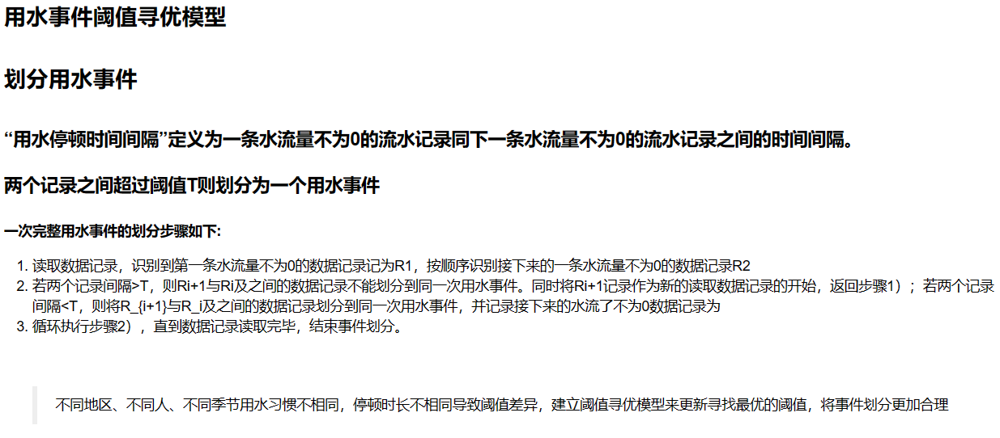 用水事件阈值寻优模型
划分用水事件
“用水停顿时间间隔”定义为一条水流量不为0的流水记录同下一条水流量不为0的流水记录之间的时间间隔。
两个记录之间超过阈值T则划分为一个用水事件
一次完整用水事件的划分步骤如下:
1. 读取数据记录，识别到第一条水流量不为0的数据记录记为R1，按顺序识别接下来的一条水流量不为0的数据记录R2
2. 若两个记录间隔>T，则Ri+1与Ri及之间的数据记录不能划分到同一次用水事件。同时将Ri+1记录作为新的读取数据记录的开始，返回步骤1）；若两个记录
间隔<T，则将R_{i+1}与R_i及之间的数据记录划分到同一次用水事件，并记录接下来的水流了不为0数据记录为
3. 循环执行步骤2），直到数据记录读取完毕，结束事件划分。
不同地区、不同人、不同季节用水习惯不相同，停顿时长不相同导致阈值差异，建立阈值寻优模型来更新寻找最优的阈值，将事件划分更加合理